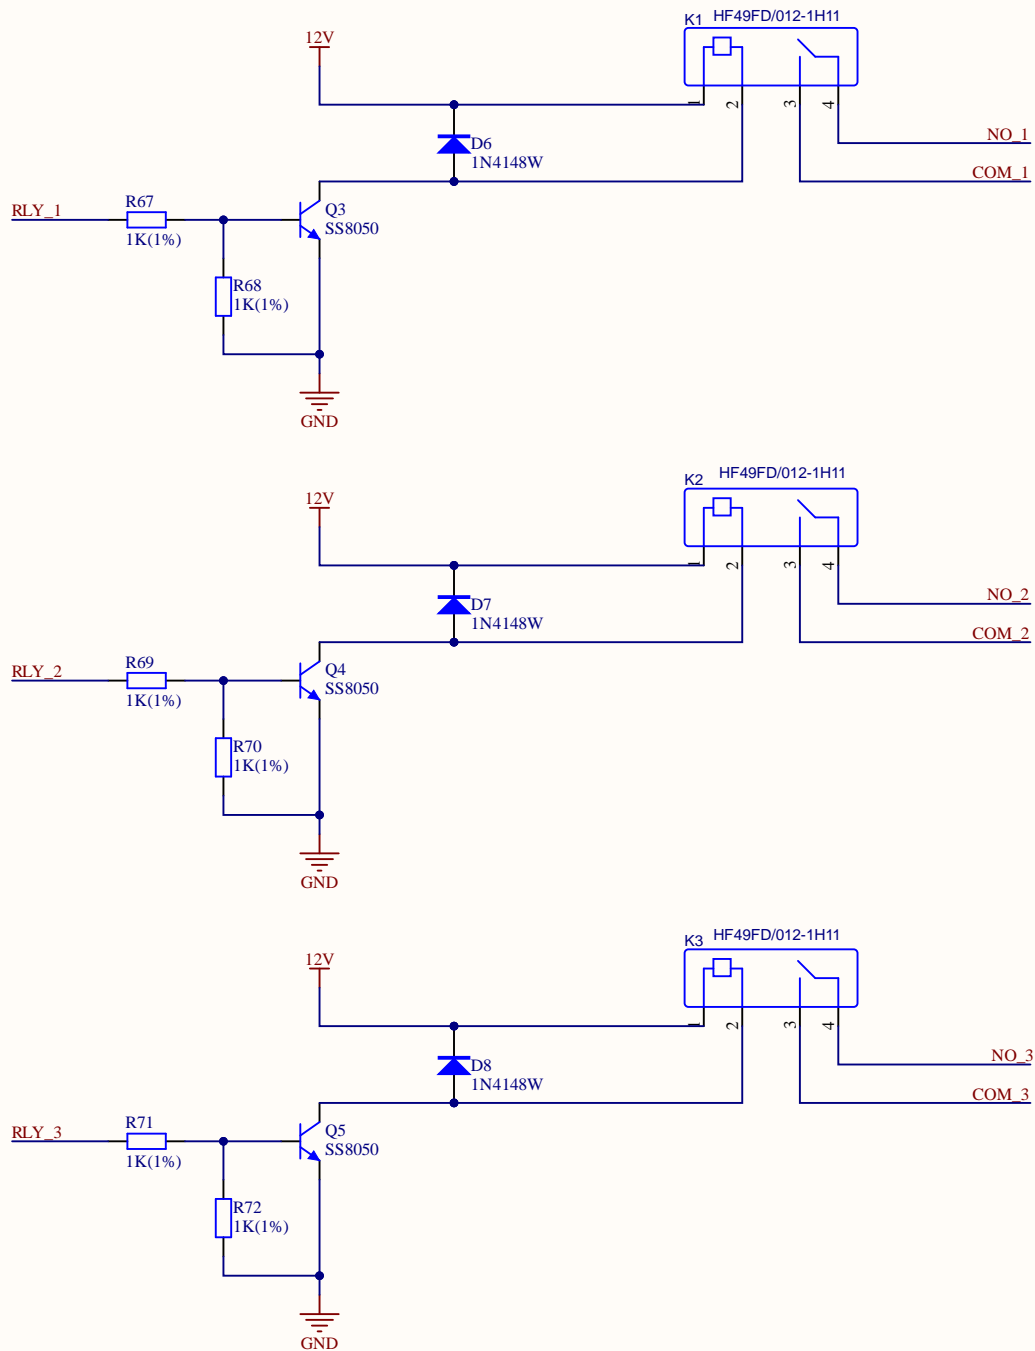 K1 HF49FD/012-1H11
12V
1 2 3 4
D6
1N4148W
NO_1
COM_1
RLY_1
R67
1K(1%)
Q3
SS8050
R68
1K(1%)
GND
K2 HF49FD/012-1H11
12V
1 2 3 4
D7
1N4148W
NO_2
COM_2
RLY_2
R69
1K(1%)
Q4
SS8050
R70
1K(1%)
GND
K3 HF49FD/012-1H11
12V
1 2 3 4
D8
1N4148W
NO_3
COM_3
RLY_3
R71
1K(1%)
Q5
SS8050
R72
1K(1%)
GND